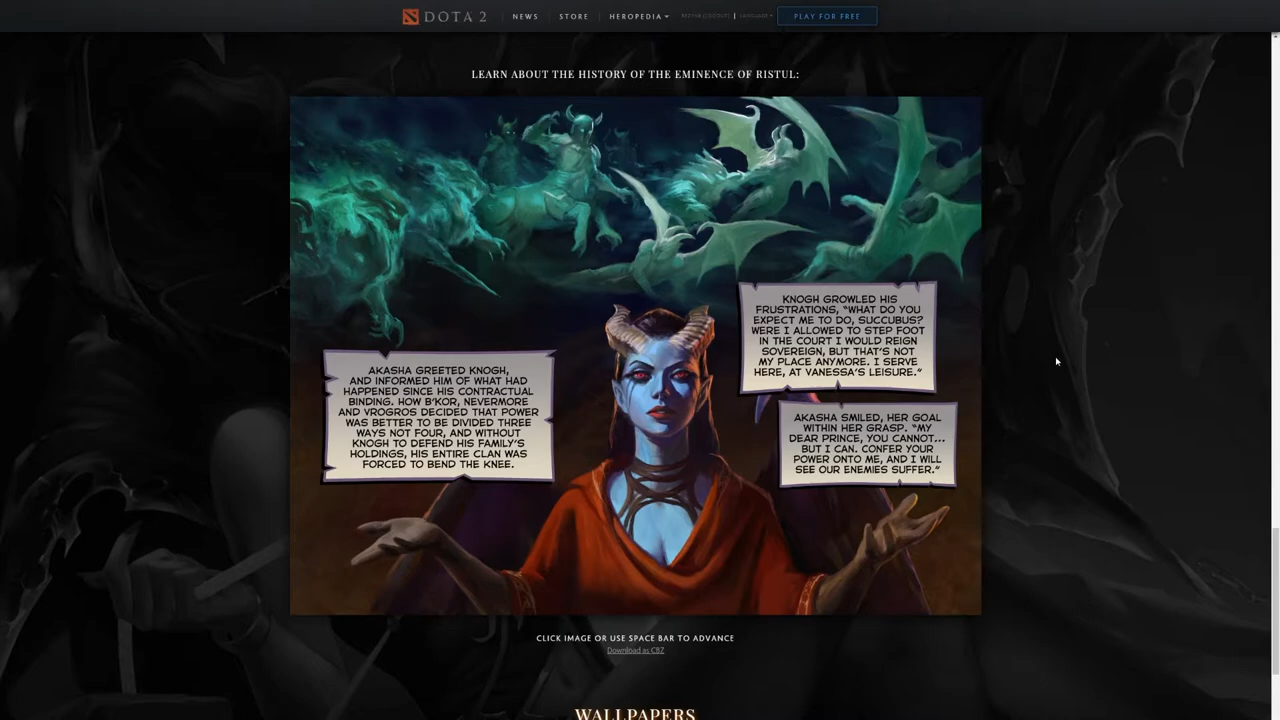 DOTA 2
NEWS
STORE
HEROPEDIA
LANGUAGE
PLAY FOR FREE
LEARN ABOUT THE HISTORY OF THE EMINENCE OF RISTUL:
AKASHA GREETED KNOGH,
AND INFORMED HIM OF WHAT HAD
HAPPENED SINCE HIS CONTRACTUAL
BINDING. HOW B'KOR, NEVERMORE
AND VROGROS DECIDED THAT POWER
WAS BETTER TO BE DIVIDED THREE
WAYS NOT FOUR, AND WITHOUT
KNOGH TO DEFEND HIS FAMILY'S
HOLDINGS, HIS ENTIRE CLAN WAS
FORCED TO BEND THE KNEE.
KNOGH GROWLED HIS
FRUSTRATIONS, "WHAT DO YOU
EXPECT ME TO DO, SUCCUBUS?
WERE I ALLOWED TO STEP FOOT
IN THE COURT I WOULD REIGN
SOVEREIGN, BUT THAT'S NOT
MY PLACE ANYMORE. I SERVE
HERE, AT VANESSA'S LEISURE."
AKASHA SMILED, HER GOAL
WITHIN HER GRASP. "MY
DEAR PRINCE, YOU CANNOT...
BUT I CAN. CONFER YOUR
POWER ONTO ME, AND I WILL
SEE OUR ENEMIES SUFFER."
CLICK IMAGE OR USE SPACE BAR TO ADVANCE
Download as CBZ
WALLPAPERS